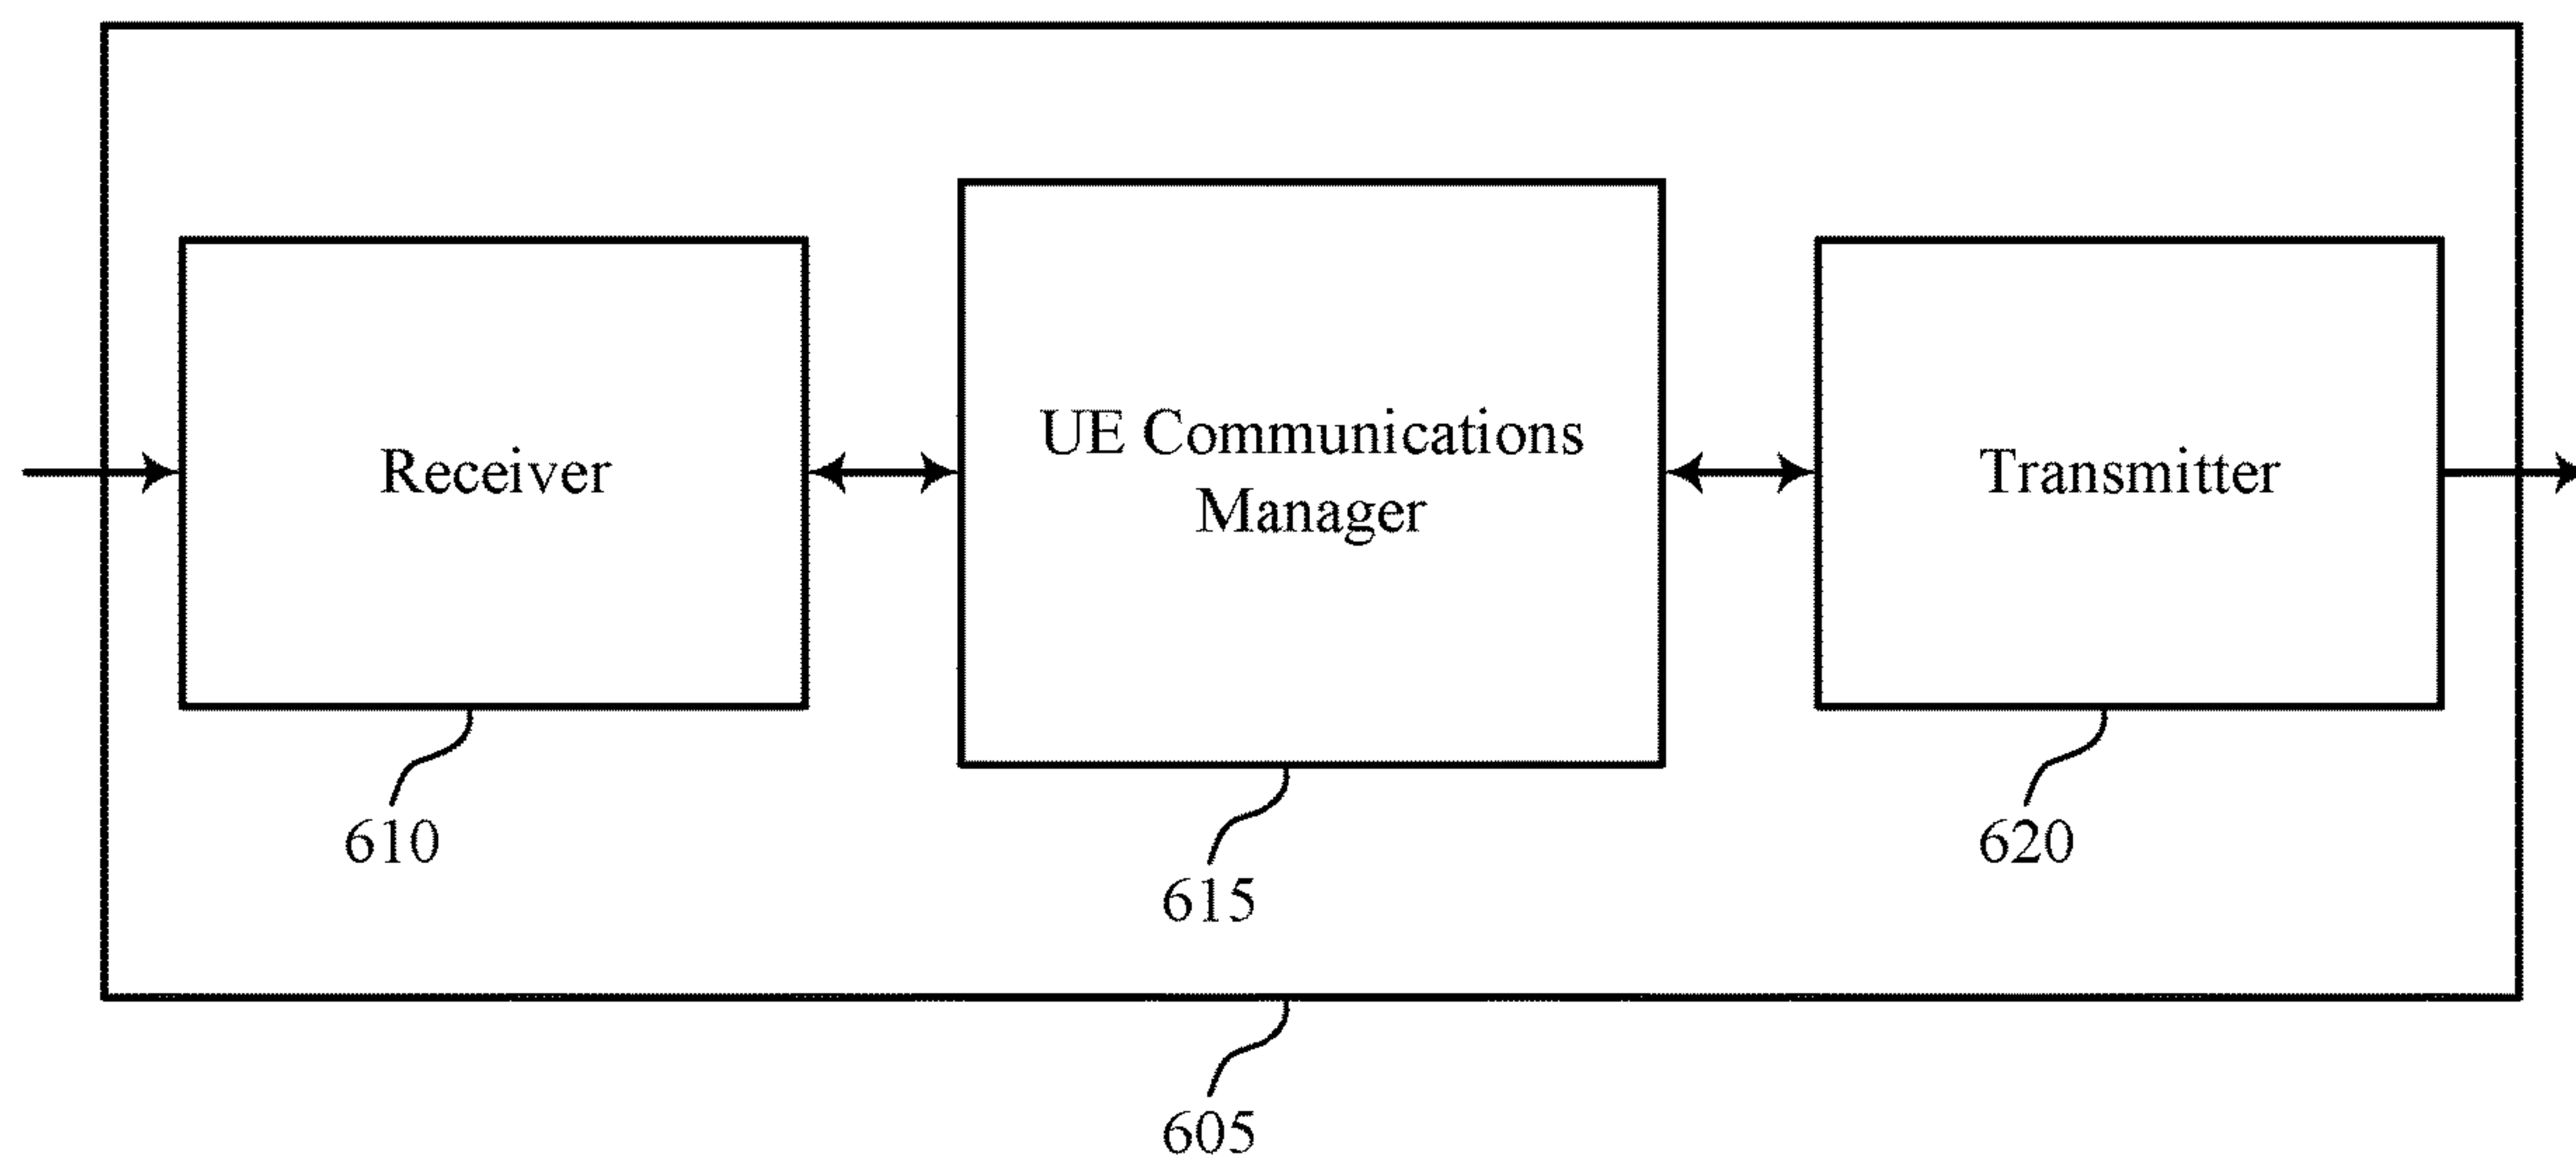 Receiver
UE Communications
Manager
Transmitter
610
615
620
605